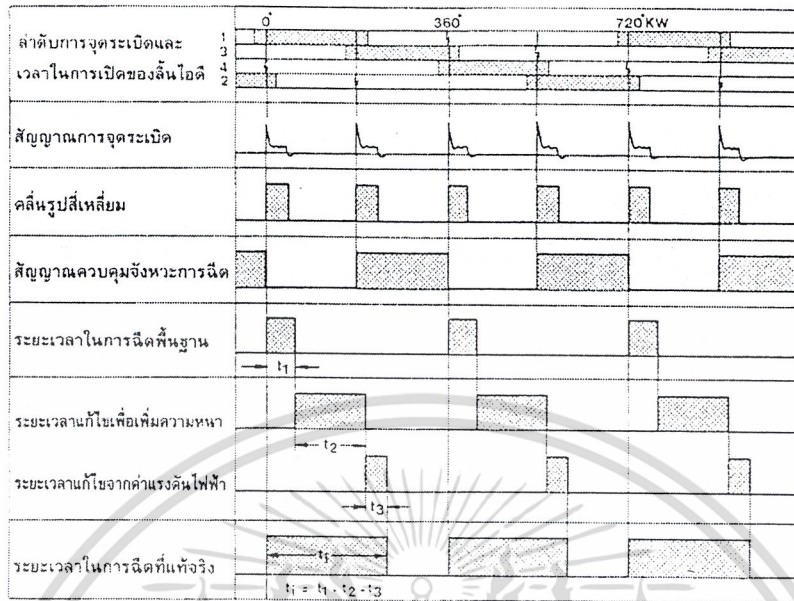 0° 360° 720°KW
ลำดับการจุดระเบิดและ 1
3
เวลาในการเปิดของลิ้นไอดี 4
2
สัญญาณการจุดระเบิด
คลื่นรูปสี่เหลี่ยม
สัญญาณควบคุมจังหวะการฉีด
ระยะเวลาในการฉีดพื้นฐาน
t1
ระยะเวลาแก้ไขเพื่อเพิ่มความหนา
t2
ระยะเวลาแก้ไขจากค่าแรงดันไฟฟ้า
t3
ระยะเวลาในการฉีดที่แท้จริง
ti
ti = t1 - t2 - t3